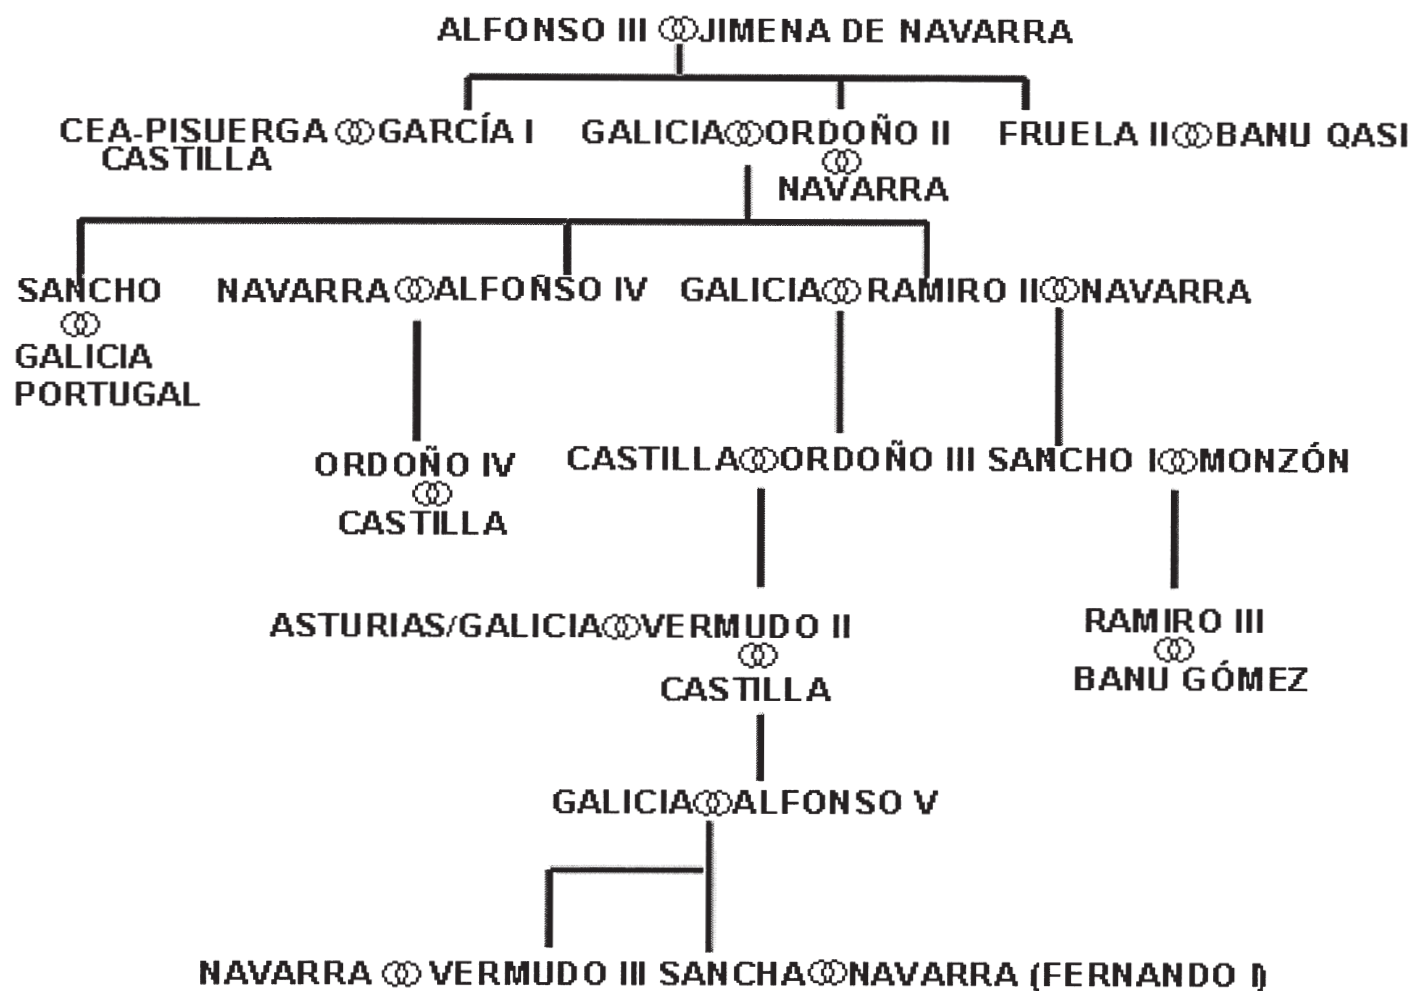 ALFONSO III JIMENA DE NAVARRA
CEA-PISUERGA GARCÍA I GALICIA ORDOÑO II FRUELA II BANU QASI
CASTILLA
NAVARRA
SANCHO NAVARRA ALFOÑSO IV GALICIA RAMIRO II NAVARRA
GALICIA
PORTUGAL
ORDOÑO IV CASTILLA ORDOÑO III SANCHO I MONZÓN
CASTILLA
ASTURIAS/GALICIA VERMUDO II RAMIRO III
CASTILLA BANU GÓMEZ
GALICIA ALFONSO V
NAVARRA VERMUDO III SANCHA NAVARRA (FERNANDO I)